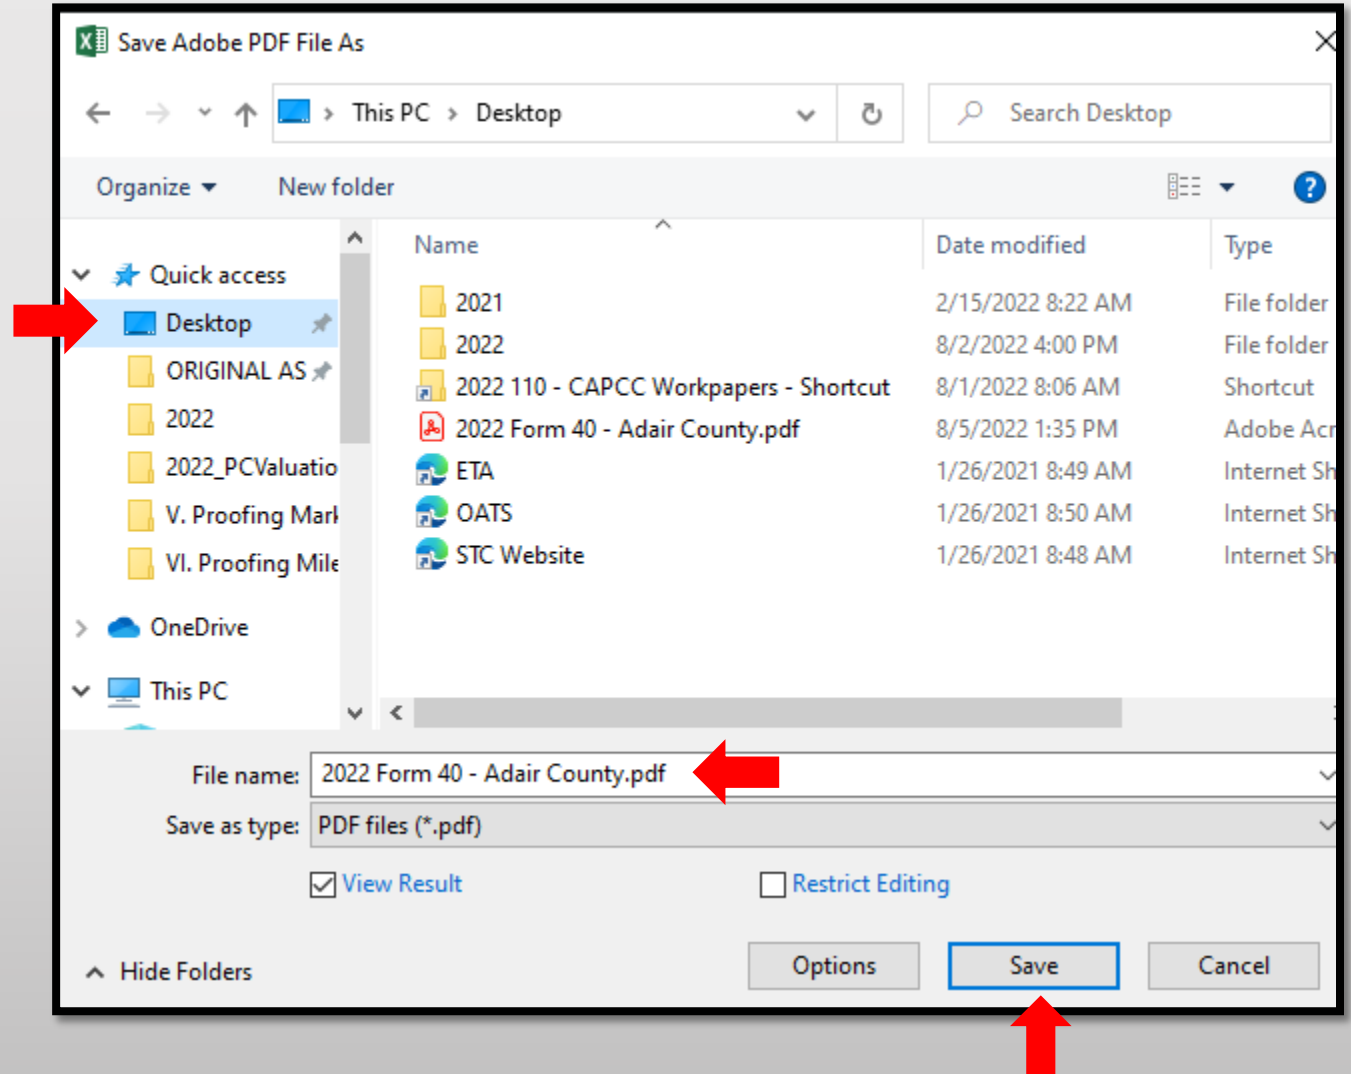 Save Adobe PDF File As
This PC > Desktop
Search Desktop
Organize
New folder
Name Date modified Type
Quick access
Desktop
ORIGINAL AS
2022
2022_PCValuatio
V. Proofing Mark
VI. Proofing Mile
OneDrive
This PC
2021 2/15/2022 8:22 AM File folder
2022 8/2/2022 4:00 PM File folder
2022 110 - CAPCC Workpapers - Shortcut 8/1/2022 8:06 AM Shortcut
2022 Form 40 - Adair County.pdf 8/5/2022 1:35 PM Adobe Acr
ETA 1/26/2021 8:49 AM Internet Sh
OATS 1/26/2021 8:50 AM Internet Sh
STC Website 1/26/2021 8:48 AM Internet Sh
File name: 2022 Form 40 - Adair County.pdf
Save as type: PDF files (*.pdf)
View Result
Restrict Editing
Hide Folders
Options
Save
Cancel